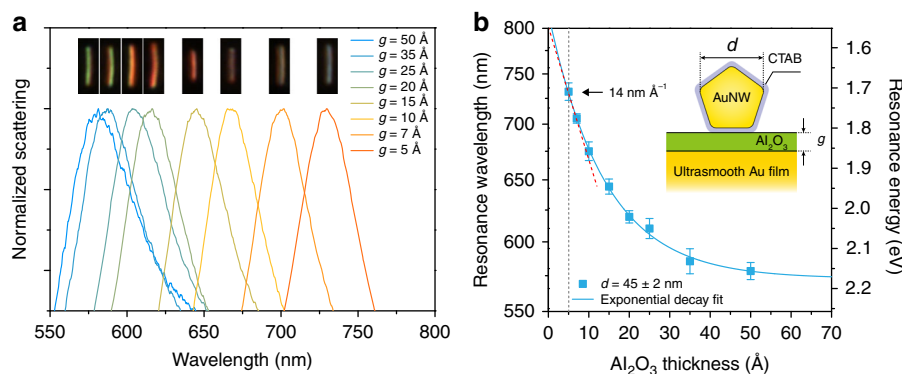 a
g = 50 Å
g = 35 Å
g = 25 Å
g = 20 Å
g = 15 Å
g = 10 Å
g = 7 Å
g = 5 Å
Normalized scattering
550 600 650 700 750 800
Wavelength (nm)
b
800
750
700
650
600
550
Resonance wavelength (nm)
14 nm Å⁻¹
d
CTAB
AuNW
Al₂O₃
g
Ultrasmooth Au film
d = 45 ± 2 nm
Exponential decay fit
1.6
1.7
1.8
1.9
2.0
2.1
2.2
Resonance energy (eV)
0 10 20 30 40 50 60 70
Al₂O₃ thickness (Å)